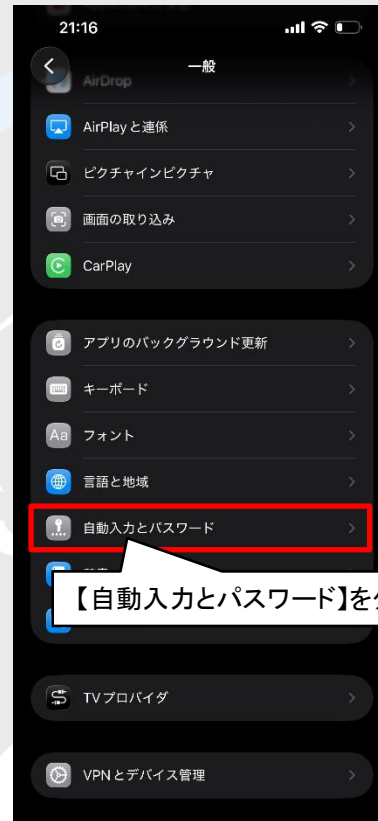 21:16
一般
AirDrop
AirPlayと連係
ピクチャインピクチャ
画面の取り込み
CarPlay
アプリのバックグラウンド更新
キーボード
フォント
言語と地域
自動入力とパスワード
【自動入力とパスワード】を
TVプロバイダ
VPNとデバイス管理